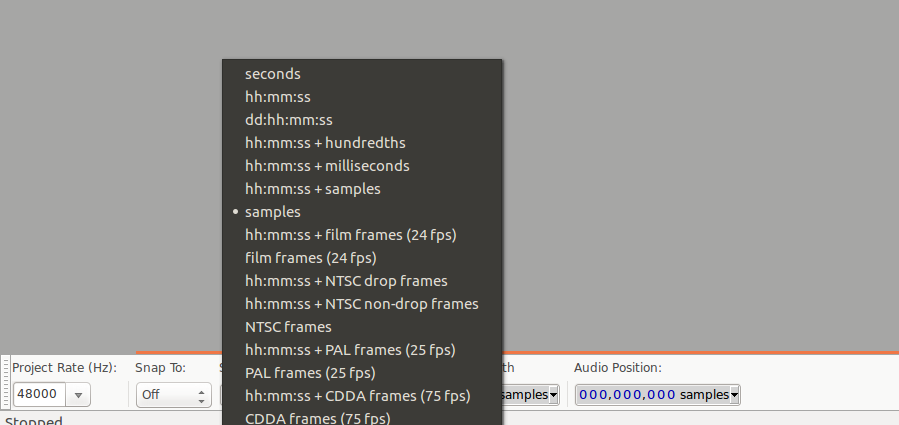 seconds
hh:mm:ss
dd:hh:mm:ss
hh:mm:ss + hundredths
hh:mm:ss + milliseconds
hh:mm:ss + samples
samples
hh:mm:ss + film frames (24 fps)
film frames (24 fps)
hh:mm:ss + NTSC drop frames
hh:mm:ss + NTSC non-drop frames
NTSC frames
hh:mm:ss + PAL frames (25 fps)
PAL frames (25 fps)
hh:mm:ss + CDDA frames (75 fps)
CDDA frames (75 fps)
Project Rate (Hz): Snap To: Audio Position:
48000 Off samples 000,000,000 samples
Stopped